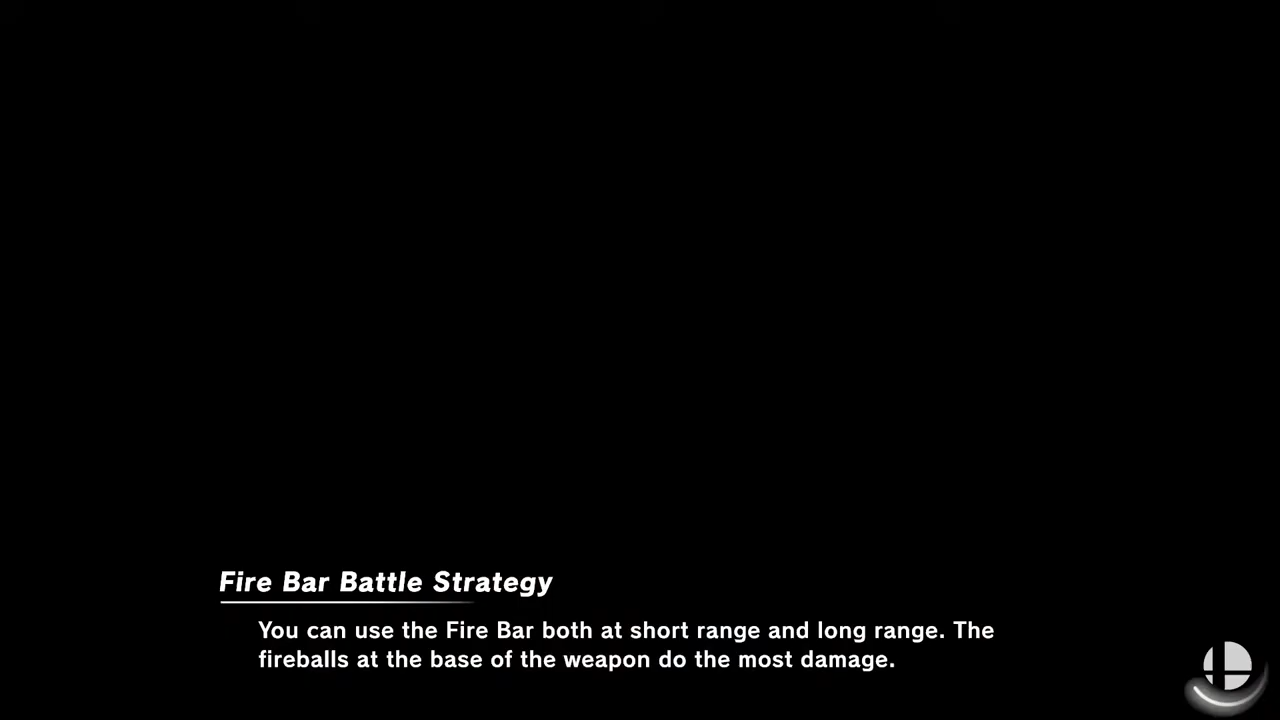 Fire Bar Battle Strategy
You can use the Fire Bar both at short range and long range. The
fireballs at the base of the weapon do the most damage.